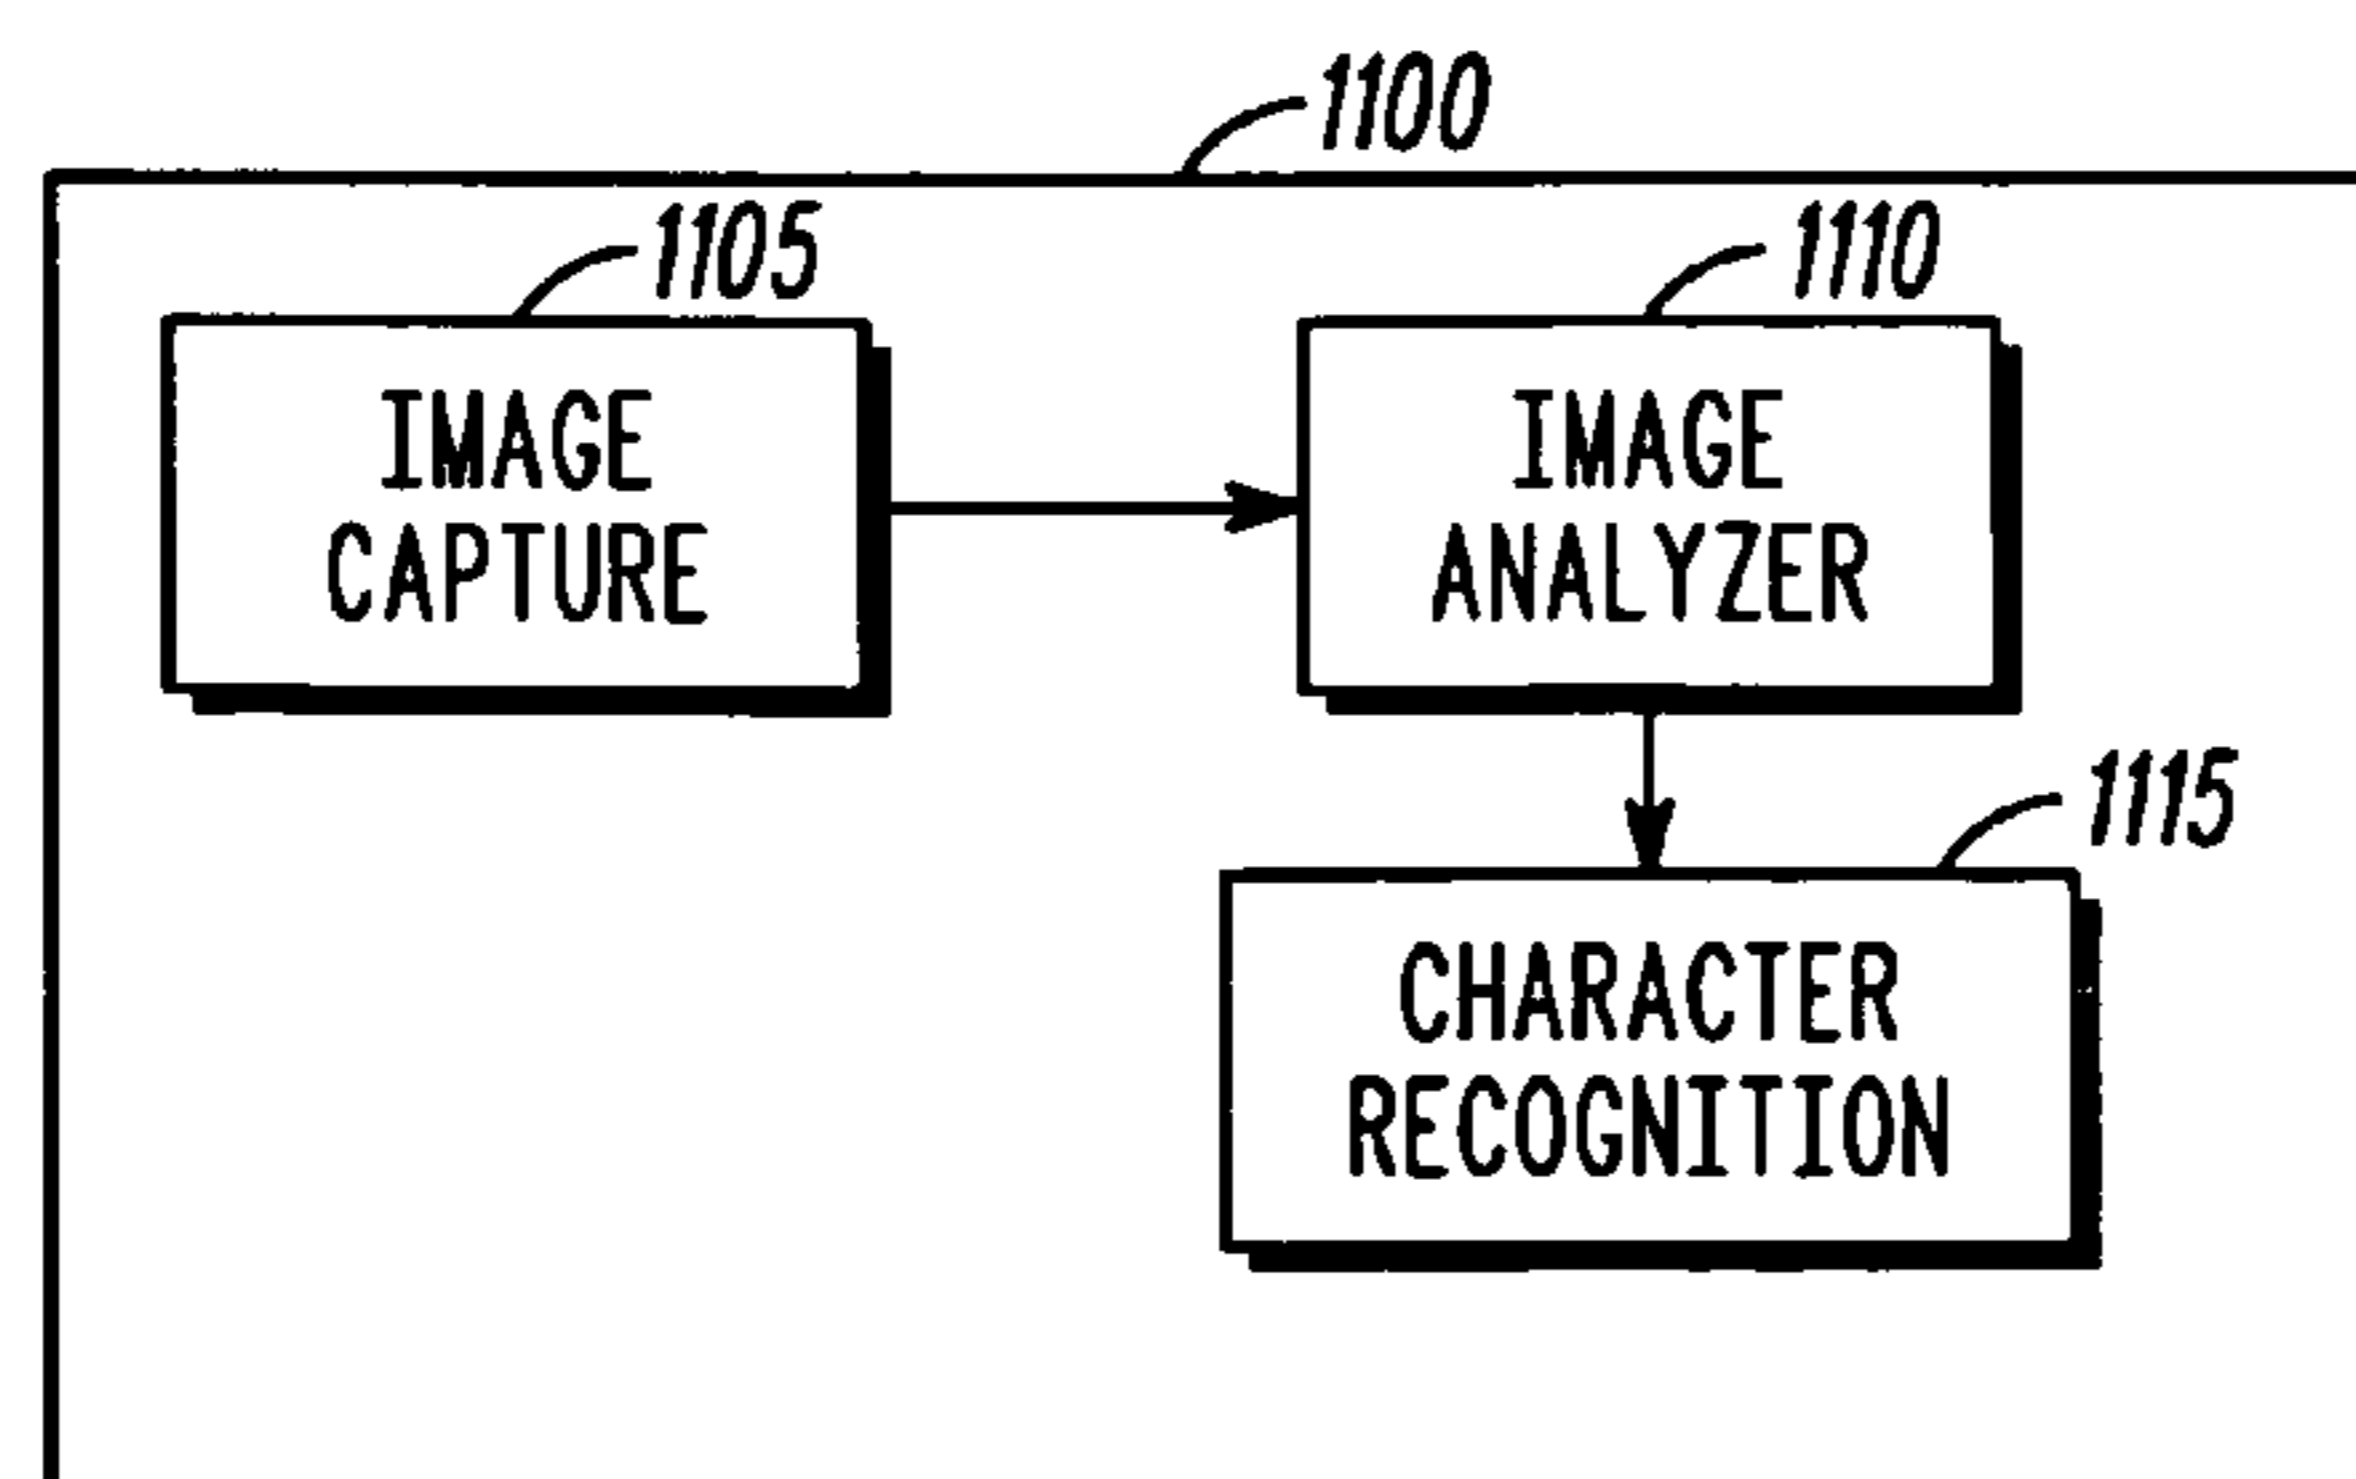 1100
1105
1110
IMAGE
CAPTURE
IMAGE
ANALYZER
1115
CHARACTER
RECOGNITION